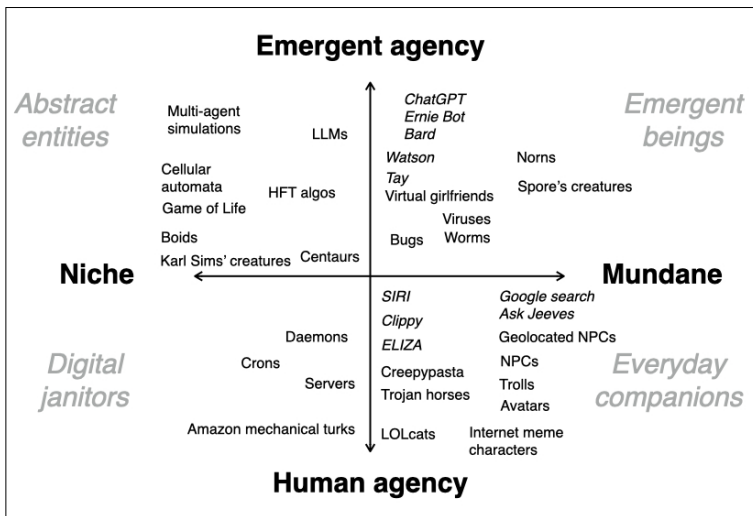 Emergent agency
Abstract
entities
Emergent
beings
Multi-agent
simulations
LLMs
Cellular
automata
HFT algos
Game of Life
Boids
Karl Sims' creatures
Centaurs
ChatGPT
Ernie Bot
Bard
Watson
Tay
Virtual girlfriends
Norns
Spore's creatures
Viruses
Worms
Bugs
Niche
Mundane
Daemons
Crons
Servers
Amazon mechanical turks
Digital
janitors
SIRI
Clippy
ELIZA
Creepypasta
Trojan horses
LOLcats
Google search
Ask Jeeves
Geolocated NPCs
NPCs
Trolls
Avatars
Internet meme
characters
Everyday
companions
Human agency